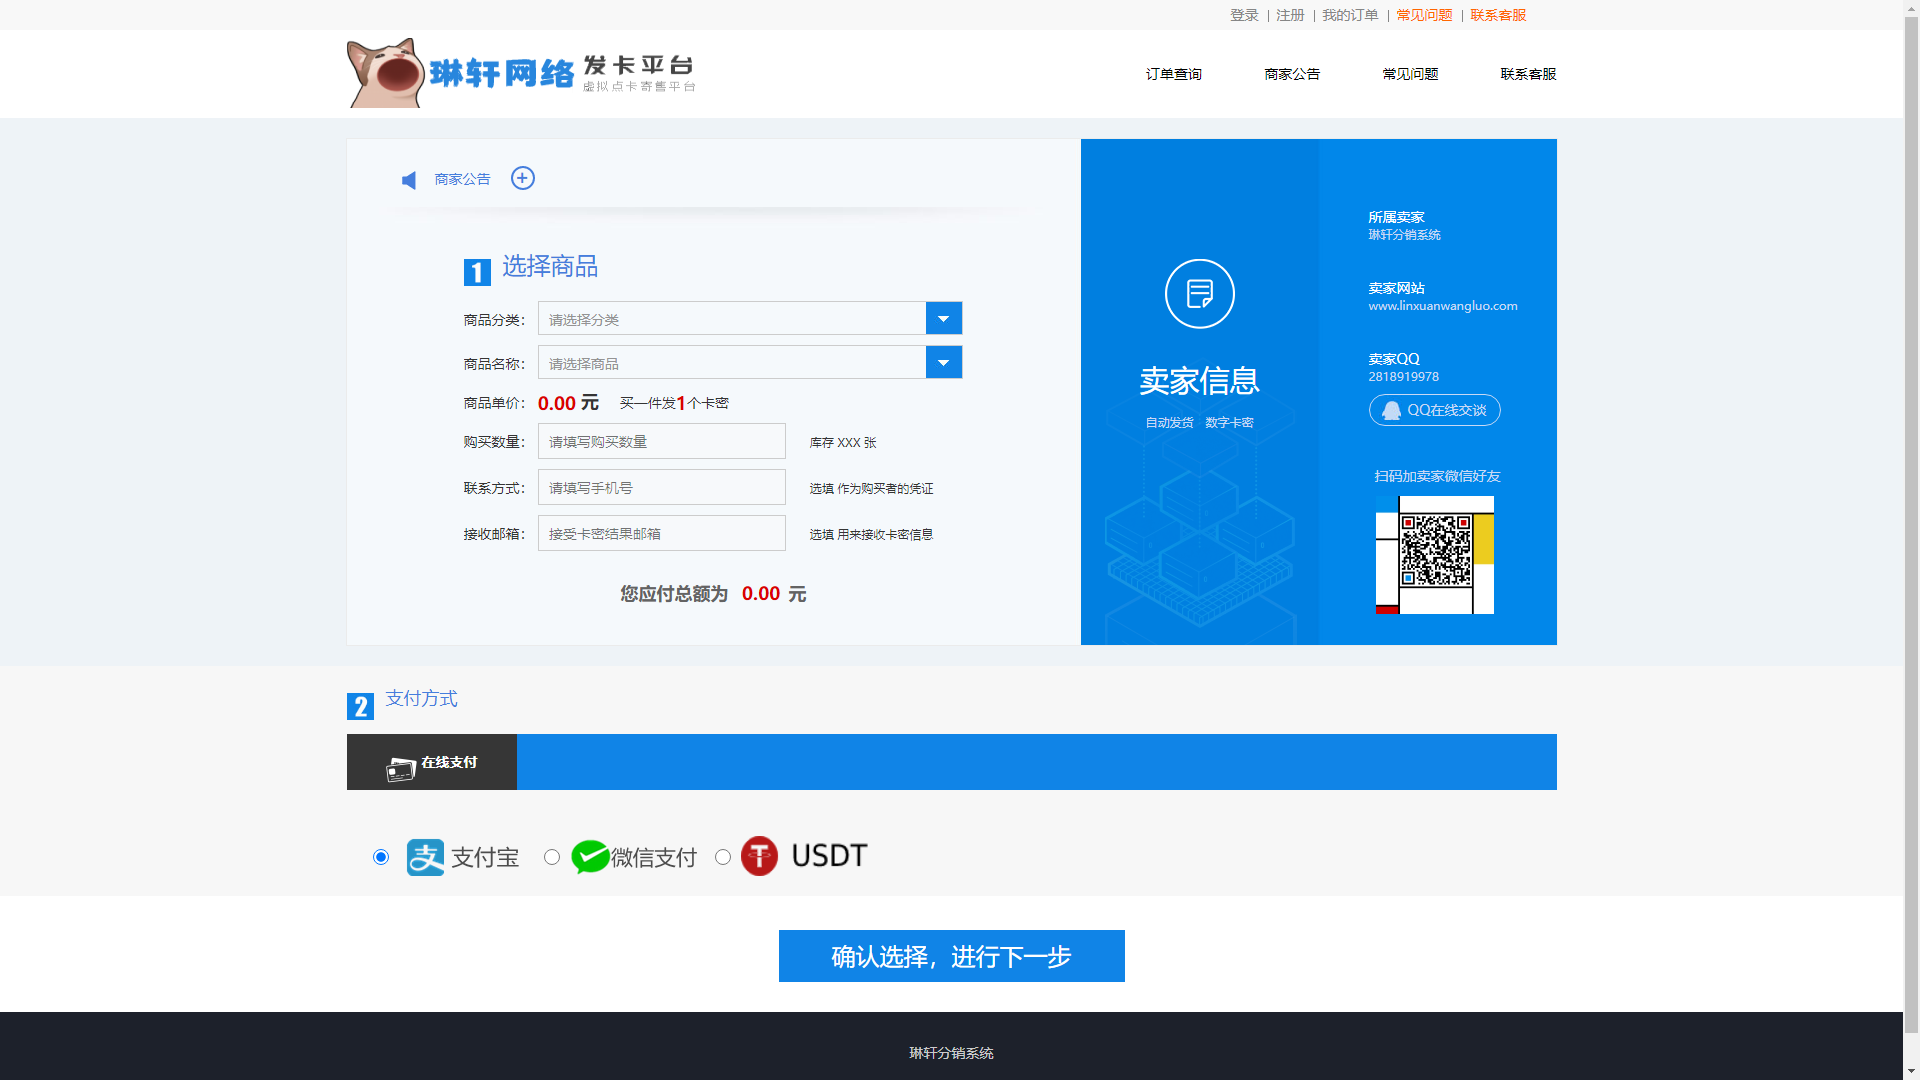 登录 | 注册 | 我的订单 | 常见问题 | 联系客服
琳轩网络 发卡平台
虚拟点卡寄售平台
订单查询 商家公告 常见问题 联系客服
商家公告
1 选择商品
商品分类： 请选择分类
商品名称： 请选择商品
商品单价： 0.00 元 买一件发1个卡密
购买数量： 请填写购买数量 库存 XXX 张
联系方式： 请填写手机号 选填 作为购买者的凭证
接收邮箱： 接受卡密结果邮箱 选填 用来接收卡密信息
您应付总额为 0.00 元
卖家信息
自动发货 数字卡密
所属卖家
琳轩分销系统
卖家网站
www.linxuanwangluo.com
卖家QQ
2818919978
QQ在线交谈
扫码加卖家微信好友
2 支付方式
在线支付
支 支付宝 微信支付 USDT
确认选择，进行下一步
琳轩分销系统